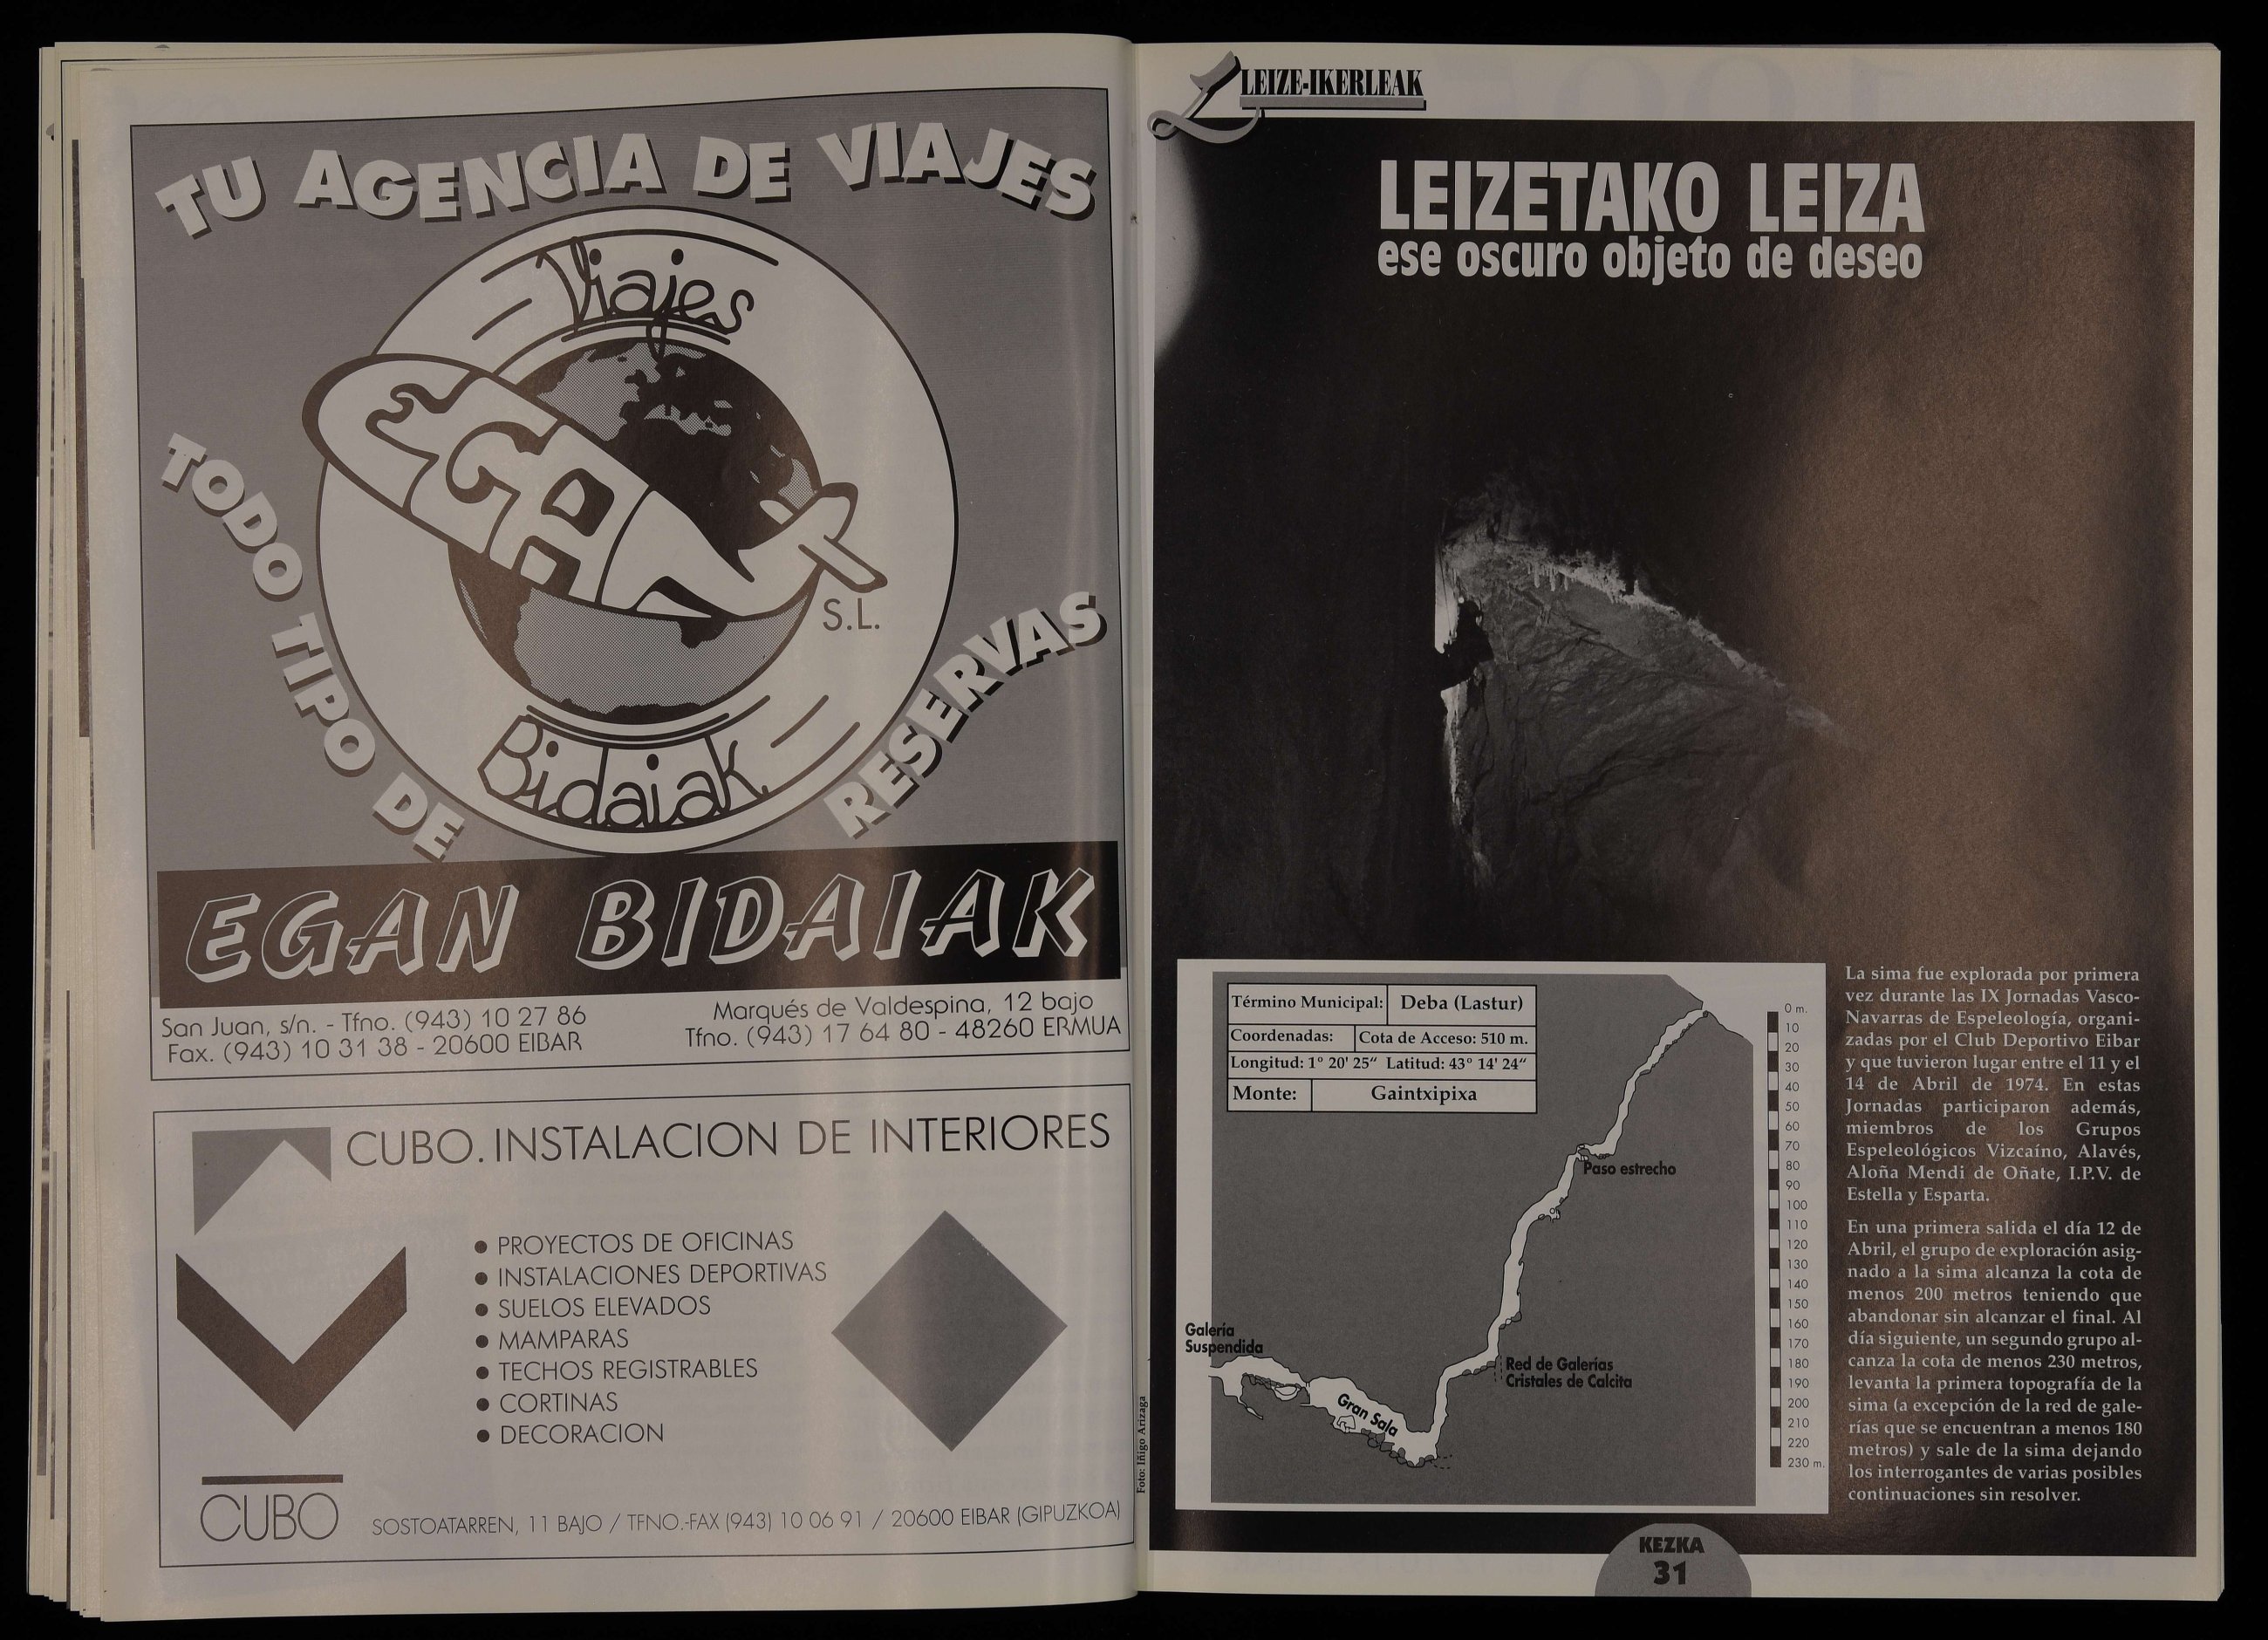 TU AGENCIA DE VIAJES
Viajes
EGAN
S.L.
Bidaiak
TODO TIPO DE
RESERVAS
EGAN BIDAIAK
San Juan, s/n. - Tfno. (943) 10 27 86
Fax. (943) 10 31 38 - 20600 EIBAR
Marqués de Valdespina, 12 bajo
Tfno. (943) 17 64 80 - 48260 ERMUA
CUBO. INSTALACION DE INTERIORES
● PROYECTOS DE OFICINAS
● INSTALACIONES DEPORTIVAS
● SUELOS ELEVADOS
● MAMPARAS
● TECHOS REGISTRABLES
● CORTINAS
● DECORACION
CUBO
SOSTOATARREN, 11 BAJO / TFNO.-FAX (943) 10 06 91 / 20600 EIBAR (GIPUZKOA)
LEIZE-IKERLEAK
LEIZETAKO LEIZA
ese oscuro objeto de deseo
Foto: Iñigo Arizaga
Término Municipal: Deba (Lastur)
Coordenadas: Cota de Acceso: 510 m.
Longitud: 1º 20' 25“ Latitud: 43º 14' 24“
Monte: Gaintxipixa
Paso estrecho
Galería
Suspendida
Red de Galerías
Cristales de Calcita
Gran Sala
0 m.
10
20
30
40
50
60
70
80
90
100
110
120
130
140
150
160
170
180
190
200
210
220
230 m.
La sima fue explorada por primera
vez durante las IX Jornadas Vasco-
Navarras de Espeleología, organi-
zadas por el Club Deportivo Eibar
y que tuvieron lugar entre el 11 y el
14 de Abril de 1974. En estas
Jornadas participaron además,
miembros de los Grupos
Espeleológicos Vizcaíno, Alavés,
Aloña Mendi de Oñate, I.P.V. de
Estella y Esparta.
En una primera salida el día 12 de
Abril, el grupo de exploración asig-
nado a la sima alcanza la cota de
menos 200 metros teniendo que
abandonar sin alcanzar el final. Al
día siguiente, un segundo grupo al-
canza la cota de menos 230 metros,
levanta la primera topografía de la
sima (a excepción de la red de gale-
rías que se encuentran a menos 180
metros) y sale de la sima dejando
los interrogantes de varias posibles
continuaciones sin resolver.
KEZKA
31